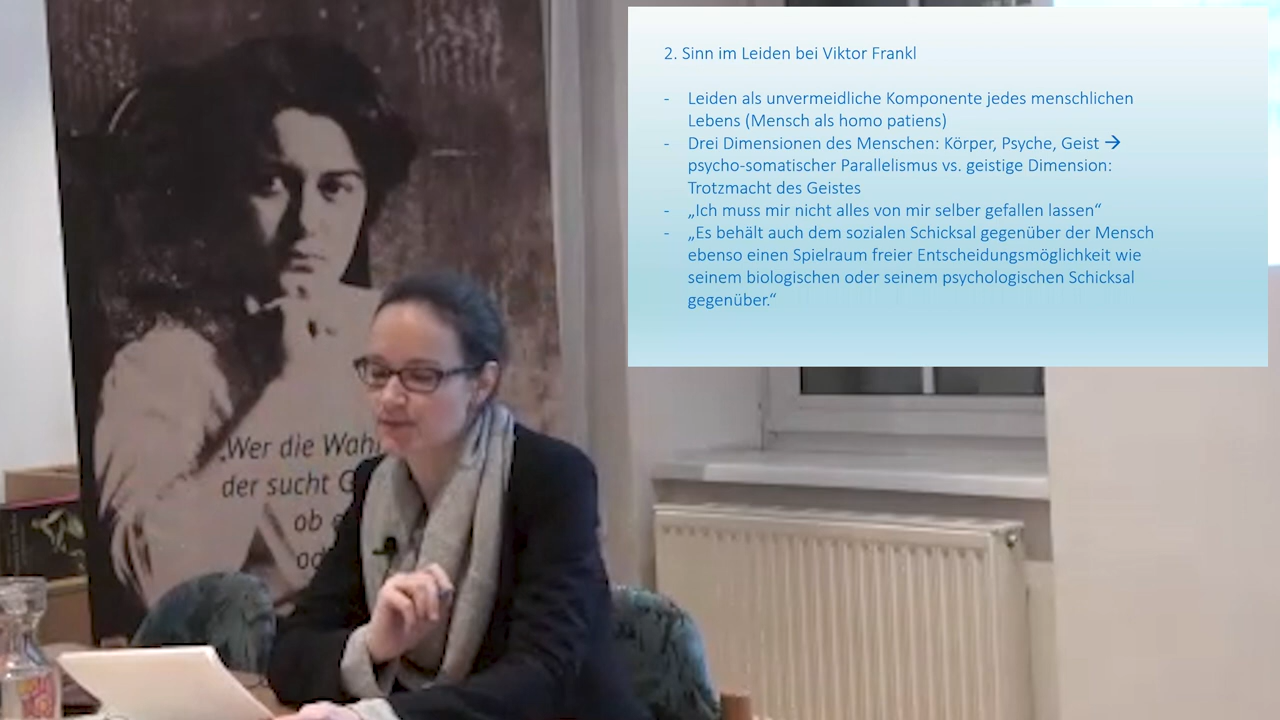 2. Sinn im Leiden bei Viktor Frankl
- Leiden als unvermeidliche Komponente jedes menschlichen
Lebens (Mensch als homo patiens)
- Drei Dimensionen des Menschen: Körper, Psyche, Geist →
psycho-somatischer Parallelismus vs. geistige Dimension:
Trotzmacht des Geistes
- „Ich muss mir nicht alles von mir selber gefallen lassen“
- „Es behält auch dem sozialen Schicksal gegenüber der Mensch
ebenso einen Spielraum freier Entscheidungsmöglichkeit wie
seinem biologischen oder seinem psychologischen Schicksal
gegenüber.“
„Wer die
der sucht
ob